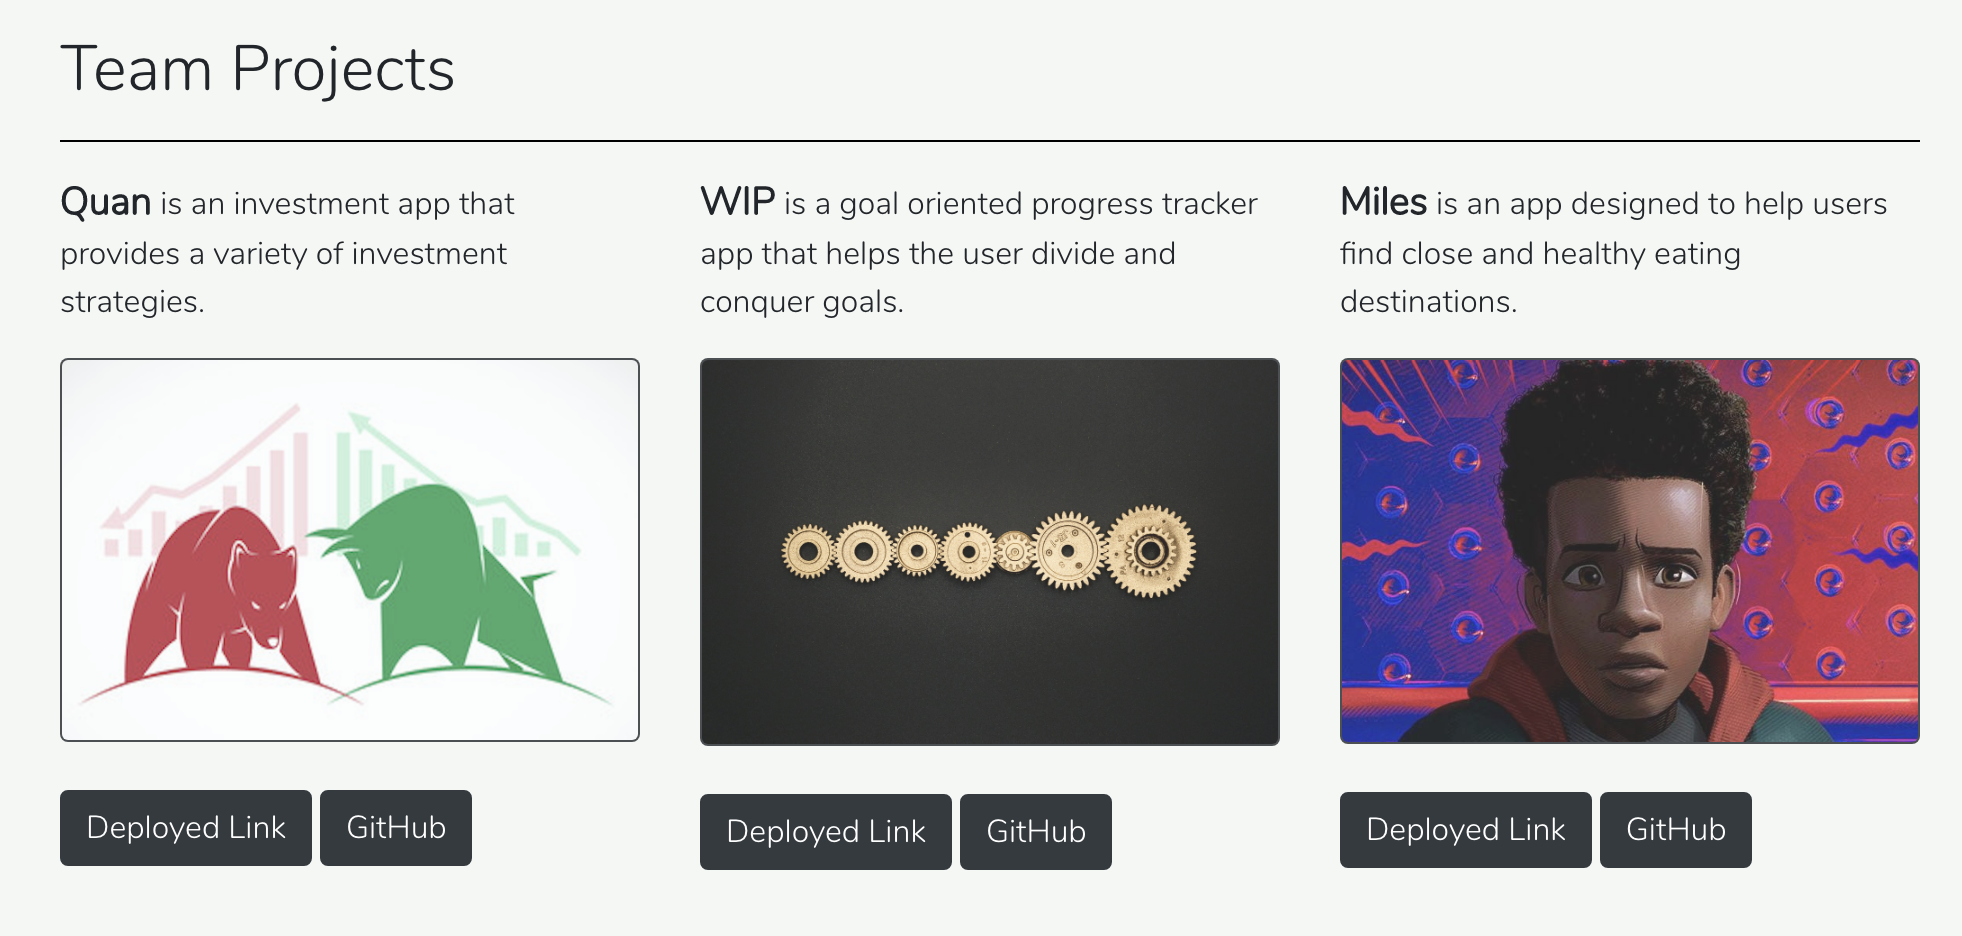 Team Projects
Quan is an investment app that
provides a variety of investment
strategies.
WIP is a goal oriented progress tracker
app that helps the user divide and
conquer goals.
Miles is an app designed to help users
find close and healthy eating
destinations.
Deployed Link
GitHub
Deployed Link
GitHub
Deployed Link
GitHub